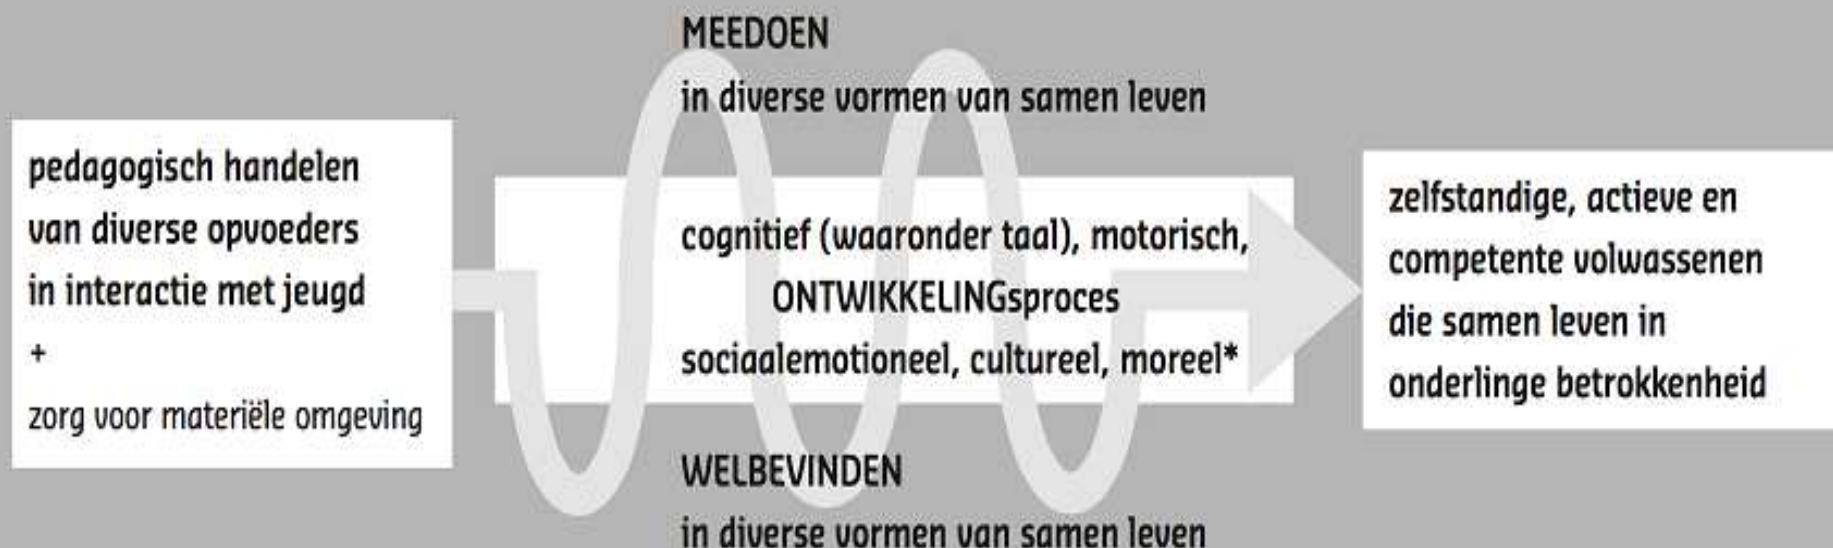 pedagogisch handelen
van diverse opvoeders
in interactie met jeugd
+
zorg voor materiële omgeving
MEEDOEN
in diverse vormen van samen leven
cognitief (waaronder taal), motorisch,
ONTWIKKELINGsproces
sociaalemotioneel, cultureel, moreel*
WELBEVINDEN
in diverse vormen van samen leven
zelfstandige, actieve en
competente volwassenen
die samen leven in
onderlinge betrokkenheid